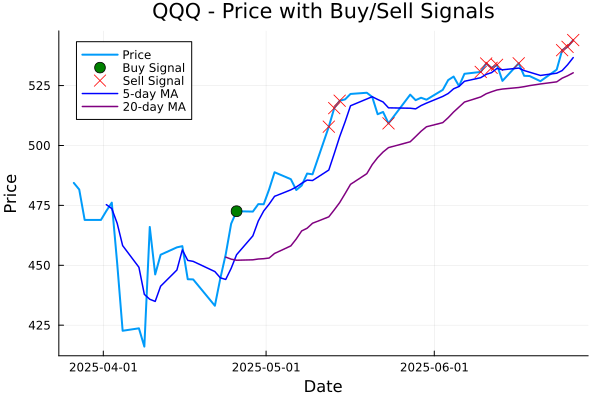 QQQ - Price with Buy/Sell Signals
Price
Buy Signal
Sell Signal
5-day MA
20-day MA
525
500
475
450
425
Price
2025-04-01
2025-05-01
2025-06-01
Date